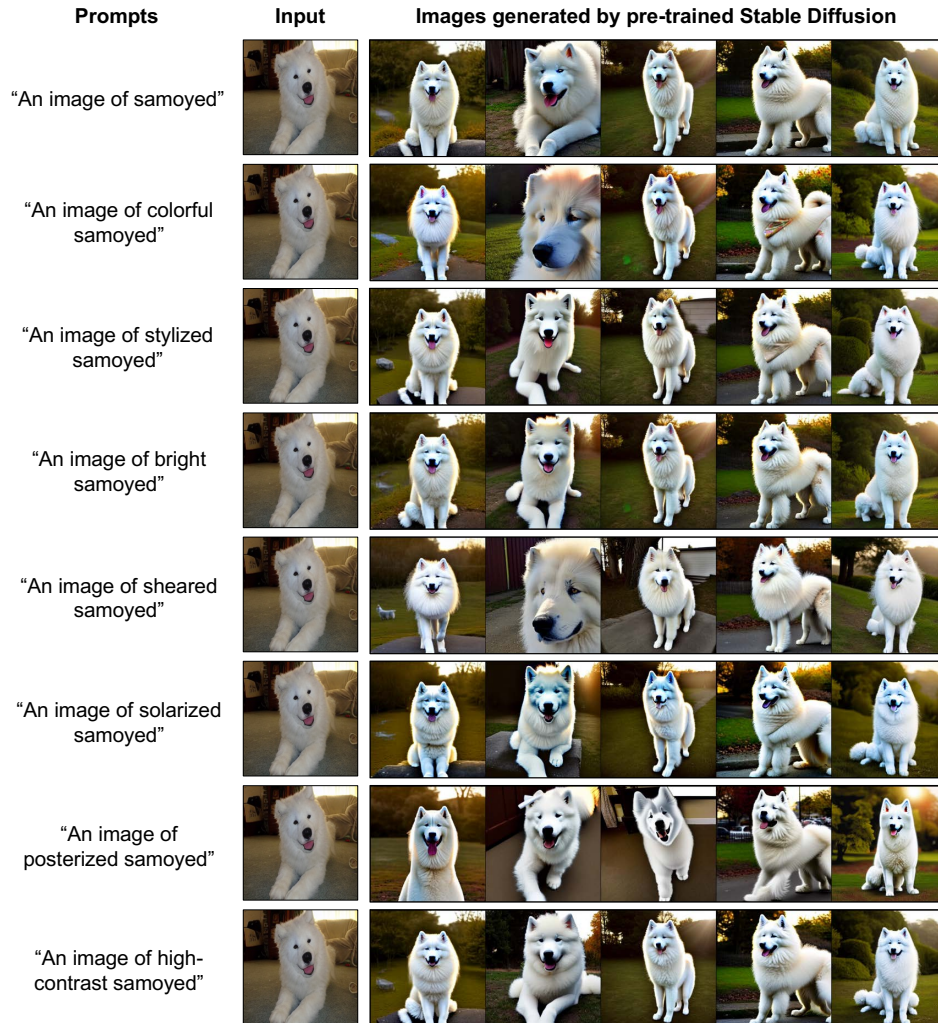 Prompts Input Images generated by pre-trained Stable Diffusion
“An image of samoyed”
“An image of colorful
samoyed”
“An image of stylized
samoyed”
“An image of bright
samoyed”
“An image of sheared
samoyed”
“An image of solarized
samoyed”
“An image of
posterized samoyed”
“An image of high-
contrast samoyed”